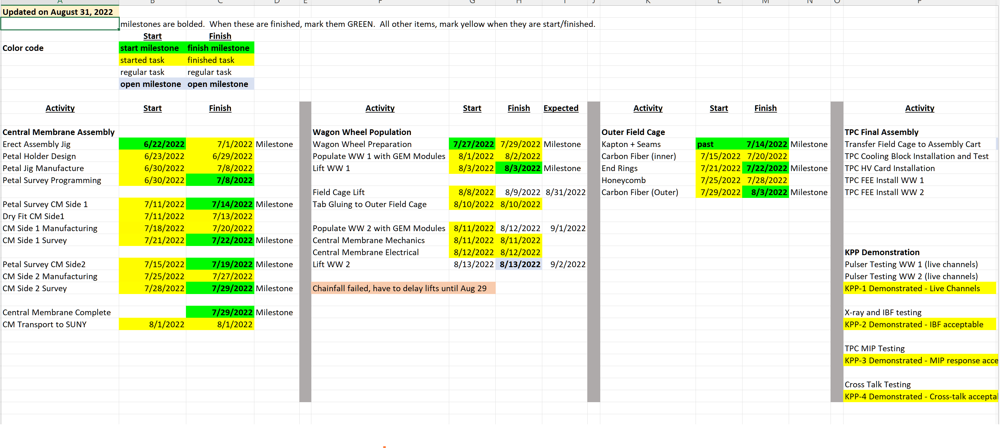 A B C D E F G H I J K L M N O P
Updated on August 31, 2022
milestones are bolded. When these are finished, mark them GREEN. All other items, mark yellow when they are start/finished.
Start Finish
Color code start milestone finish milestone
started task finished task
regular task regular task
open milestone open milestone
Activity Start Finish Activity Start Finish Expected Activity Start Finish Activity
Central Membrane Assembly Wagon Wheel Population Outer Field Cage TPC Final Assembly
Erect Assembly Jig 6/22/2022 7/1/2022 Milestone Wagon Wheel Preparation 7/27/2022 7/29/2022 Milestone Kapton + Seams past 7/14/2022 Milestone Transfer Field Cage to Assembly Cart
Petal Holder Design 6/23/2022 6/29/2022 Populate WW 1 with GEM Modules 8/1/2022 8/2/2022 Carbon Fiber (inner) 7/15/2022 7/20/2022 TPC Cooling Block Installation and Test
Petal Jig Manufacture 6/30/2022 7/8/2022 Lift WW 1 8/3/2022 8/3/2022 Milestone End Rings 7/21/2022 7/22/2022 Milestone TPC HV Card Installation
Petal Survey Programming 6/30/2022 7/8/2022 Honeycomb 7/25/2022 7/28/2022 TPC FEE Install WW 1
Field Cage Lift 8/8/2022 8/9/2022 8/31/2022 Carbon Fiber (Outer) 7/29/2022 8/3/2022 Milestone TPC FEE Install WW 2
Petal Survey CM Side 1 7/11/2022 7/14/2022 Milestone Tab Gluing to Outer Field Cage 8/10/2022 8/10/2022
Dry Fit CM Side1 7/11/2022 7/13/2022
CM Side 1 Manufacturing 7/18/2022 7/20/2022 Populate WW 2 with GEM Modules 8/11/2022 8/12/2022 9/1/2022
CM Side 1 Survey 7/21/2022 7/22/2022 Milestone Central Membrane Mechanics 8/11/2022 8/11/2022
Central Membrane Electrical 8/12/2022 8/12/2022 KPP Demonstration
Petal Survey CM Side2 7/15/2022 7/19/2022 Milestone Lift WW 2 8/13/2022 8/13/2022 9/2/2022 Pulser Testing WW 1 (live channels)
CM Side 2 Manufacturing 7/25/2022 7/27/2022 Pulser Testing WW 2 (live channels)
CM Side 2 Survey 7/28/2022 7/29/2022 Milestone Chainfall failed, have to delay lifts until Aug 29 KPP-1 Demonstrated - Live Channels
Central Membrane Complete 7/29/2022 Milestone X-ray and IBF testing
CM Transport to SUNY 8/1/2022 8/1/2022 KPP-2 Demonstrated - IBF acceptable
TPC MIP Testing
KPP-3 Demonstrated - MIP response acce
Cross Talk Testing
KPP-4 Demonstrated - Cross-talk accepta